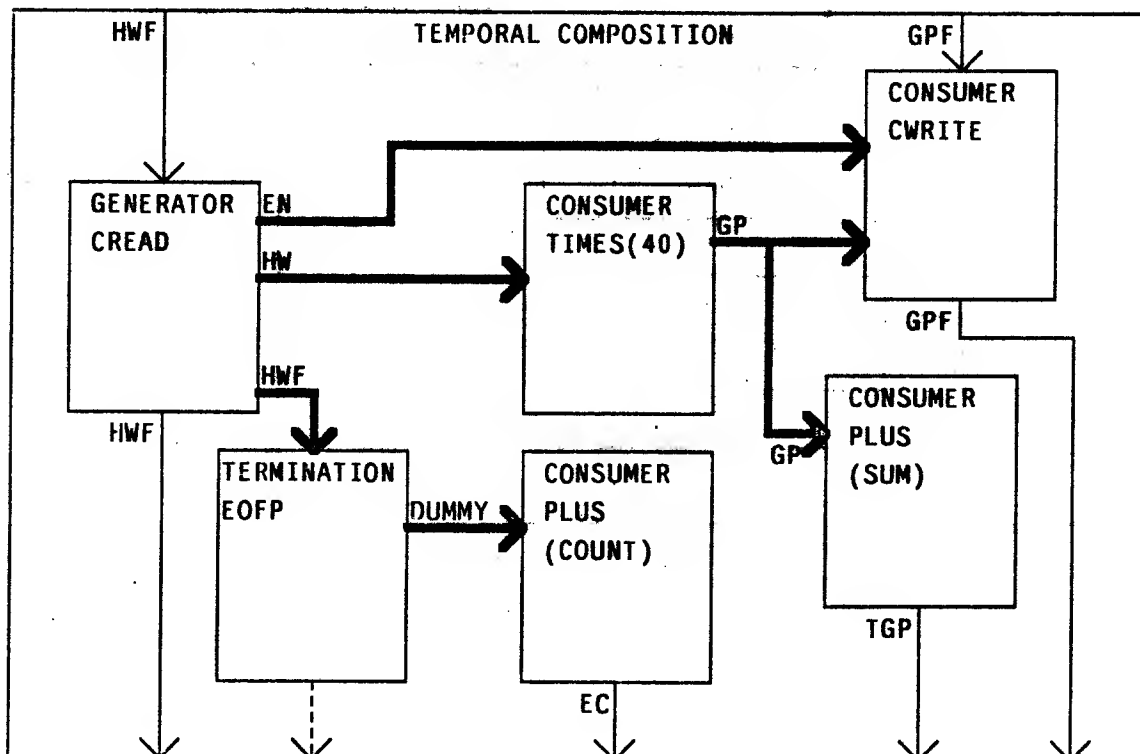 HWF
TEMPORAL COMPOSITION
GPF
CONSUMER
CWRITE
GENERATOR
CREAD
EN
HW
HWF
HWF
CONSUMER
TIMES(40)
GP
GPF
CONSUMER
PLUS
(SUM)
GP
TGP
TERMINATION
EOFP
DUMMY
CONSUMER
PLUS
(COUNT)
EC